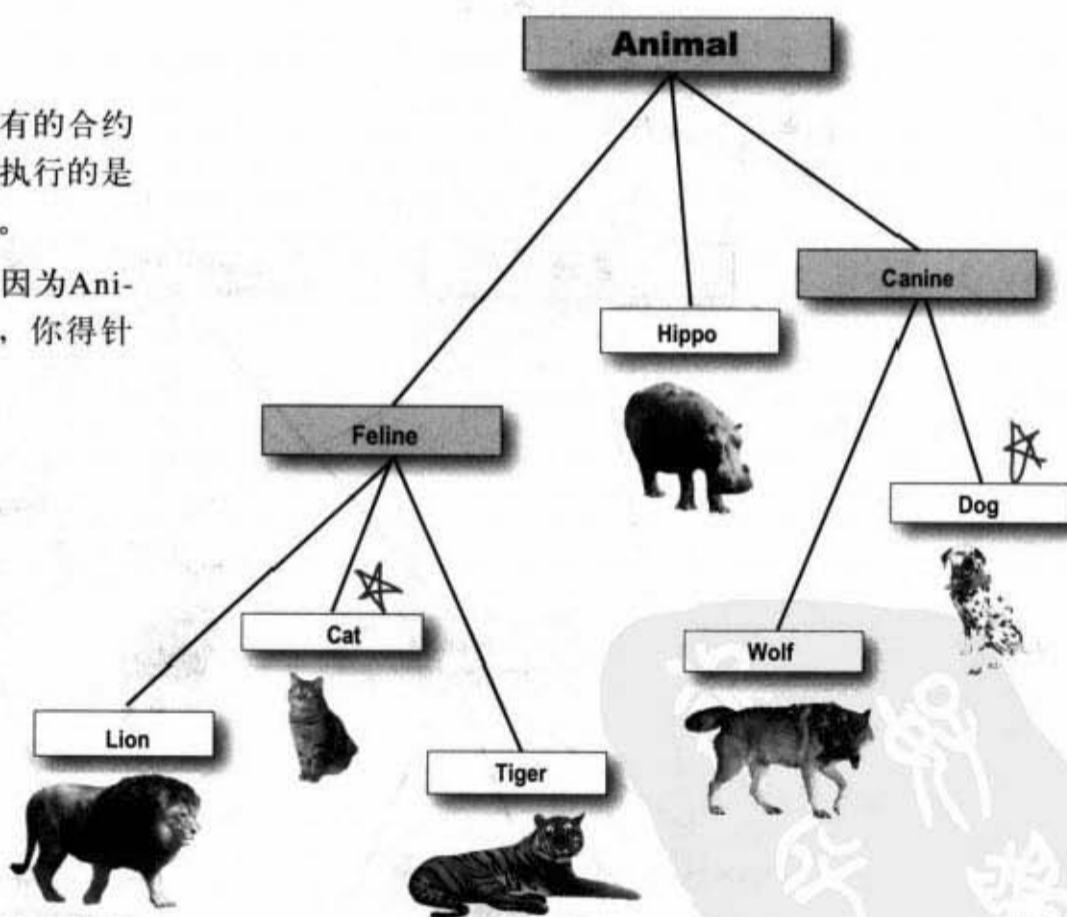 Animal
有的合约
执行的是
。
因为Ani-
，你得针
Canine
Hippo
Feline
Dog
Cat
Wolf
Lion
Tiger